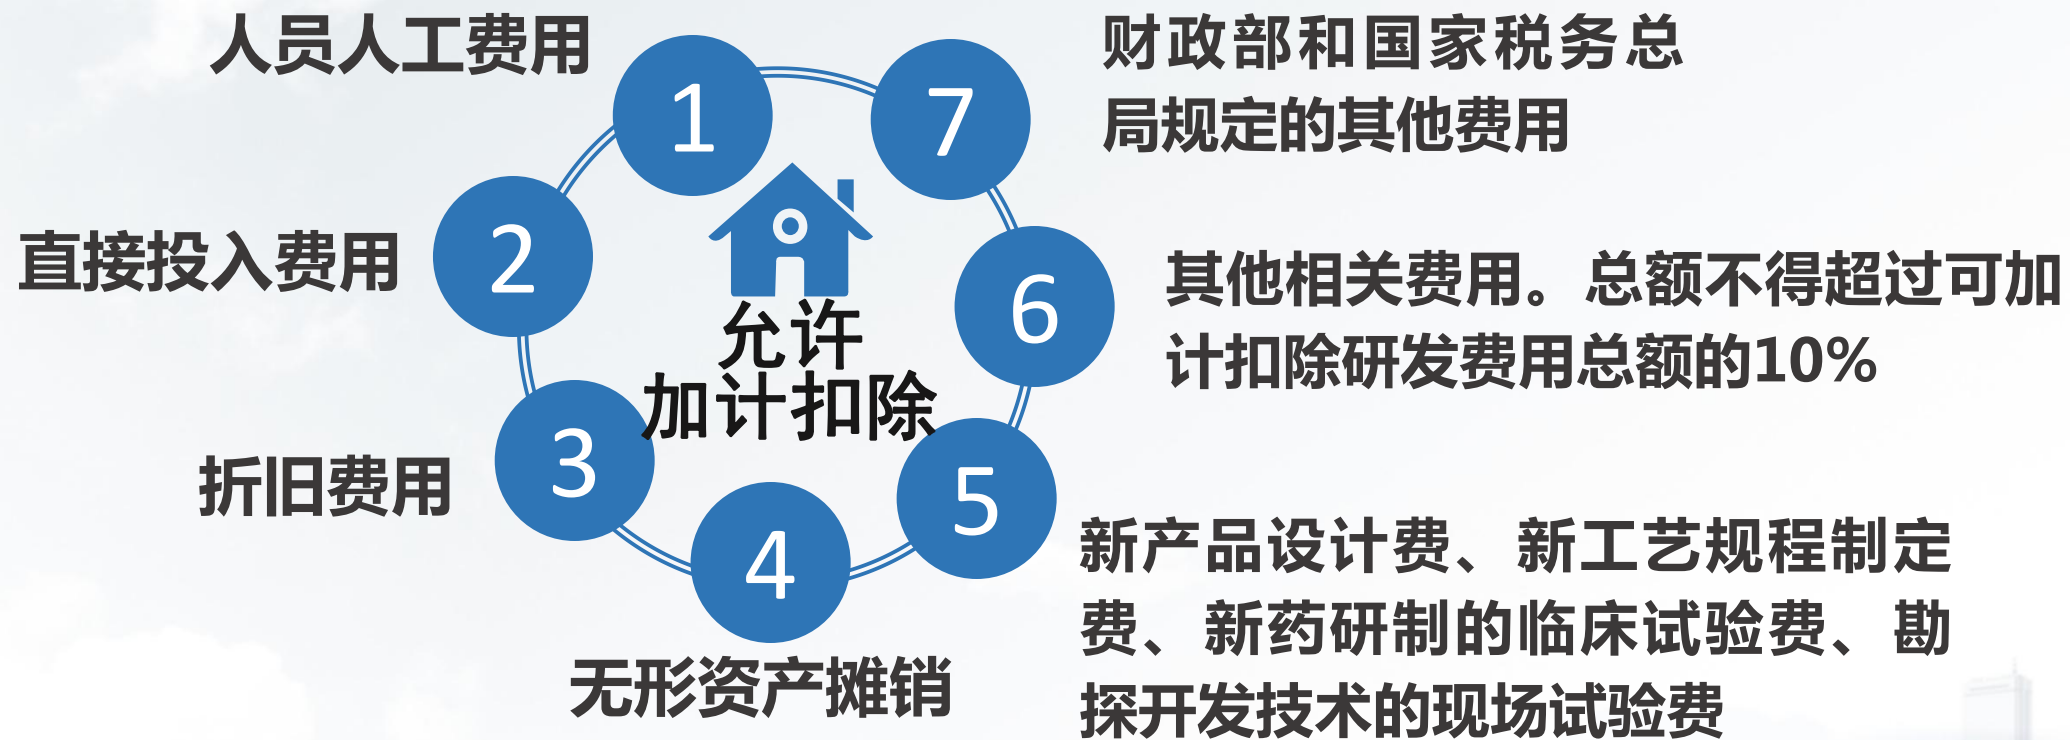 人员人工费用
1
直接投入费用
2
折旧费用
3
4
无形资产摊销
允许
加计扣除
7
财政部和国家税务总
局规定的其他费用
6
其他相关费用。总额不得超过可加
计扣除研发费用总额的10%
5
新产品设计费、新工艺规程制定
费、新药研制的临床试验费、勘
探开发技术的现场试验费